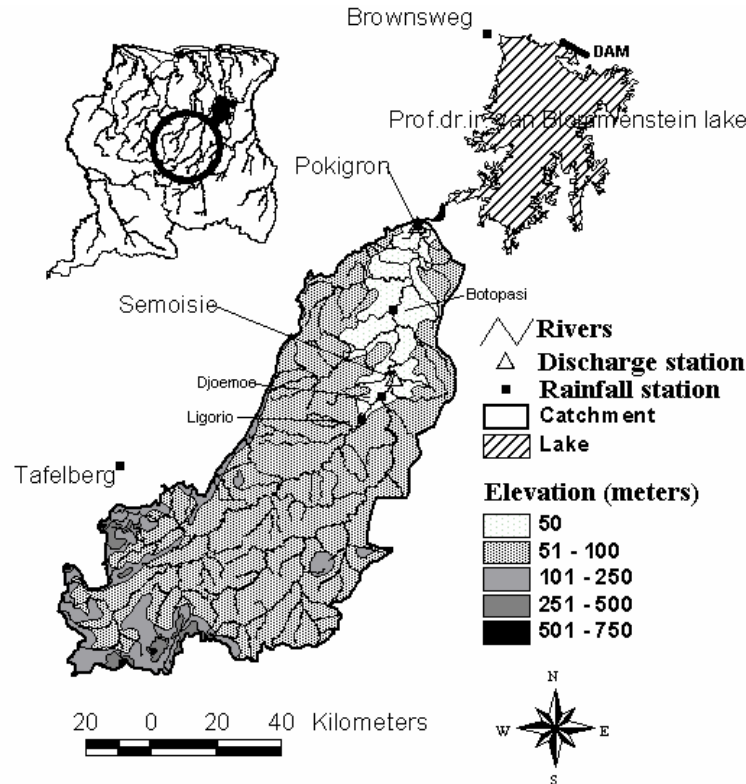 Brownsweg
DAM
Prof.dr.ir.van Blommenstein lake
Pokigron
Botopasi
Semoisie
Djoemoe
Ligorio
Tafelberg
Rivers
Discharge station
Rainfall station
Catchment
Lake
Elevation (meters)
50
51 - 100
101 - 250
251 - 500
501 - 750
N
W E
S
20 0 20 40 Kilometers